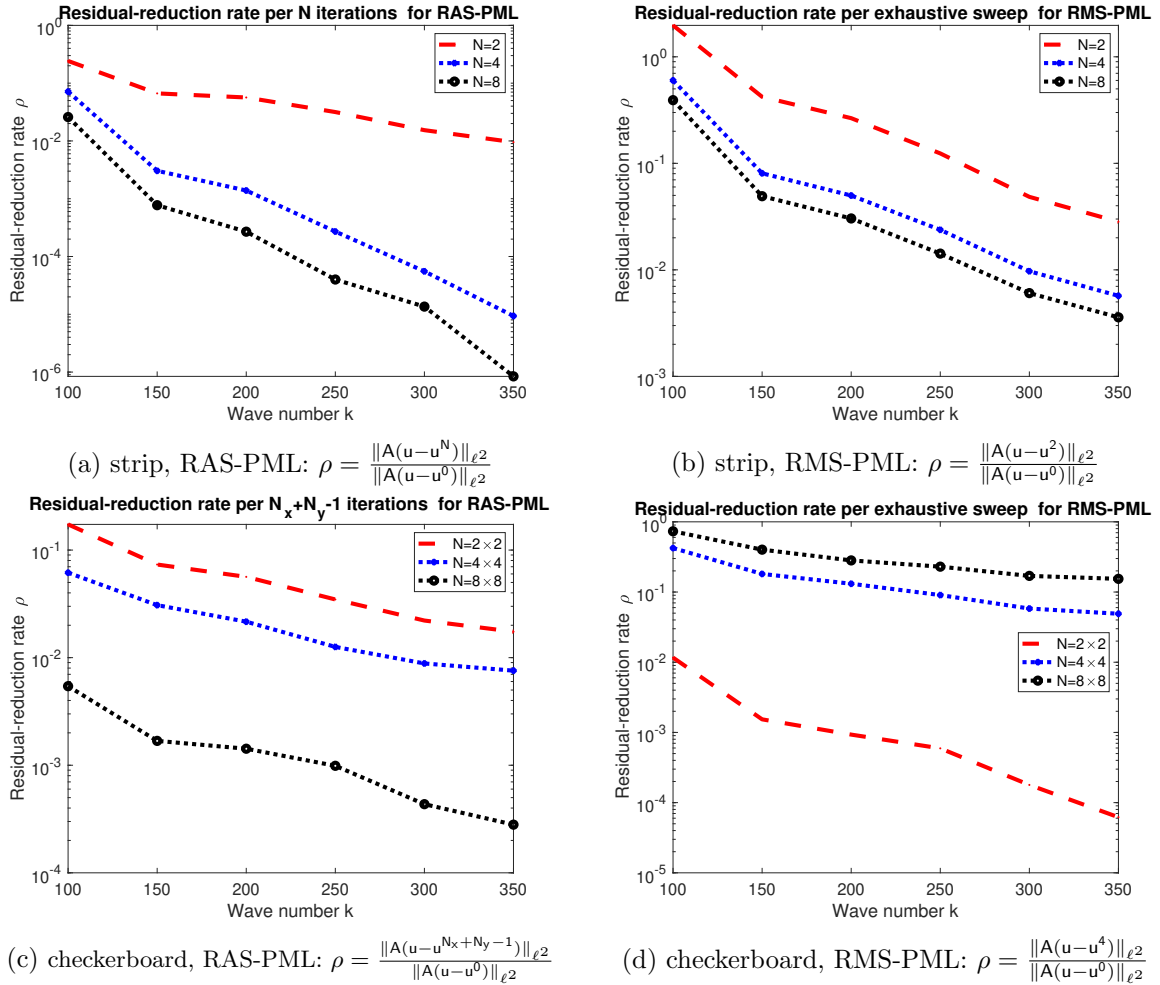 Residual-reduction rate per N iterations for RAS-PML
10^0
10^-2
10^-4
10^-6
Residual-reduction rate ρ
N=2
N=4
N=8
100 150 200 250 300 350
Wave number k
(a) strip, RAS-PML: ρ = ‖A(u−u^N)‖_ℓ² / ‖A(u−u^0)‖_ℓ²
Residual-reduction rate per exhaustive sweep for RMS-PML
10^0
10^-1
10^-2
10^-3
Residual-reduction rate ρ
N=2
N=4
N=8
100 150 200 250 300 350
Wave number k
(b) strip, RMS-PML: ρ = ‖A(u−u^2)‖_ℓ² / ‖A(u−u^0)‖_ℓ²
Residual-reduction rate per N_x+N_y-1 iterations for RAS-PML
10^-1
10^-2
10^-3
10^-4
Residual-reduction rate ρ
N=2×2
N=4×4
N=8×8
100 150 200 250 300 350
Wave number k
(c) checkerboard, RAS-PML: ρ = ‖A(u−u^{N_x+N_y−1})‖_ℓ² / ‖A(u−u^0)‖_ℓ²
Residual-reduction rate per exhaustive sweep for RMS-PML
10^0
10^-1
10^-2
10^-3
10^-4
10^-5
Residual-reduction rate ρ
N=2×2
N=4×4
N=8×8
100 150 200 250 300 350
Wave number k
(d) checkerboard, RMS-PML: ρ = ‖A(u−u^4)‖_ℓ² / ‖A(u−u^0)‖_ℓ²